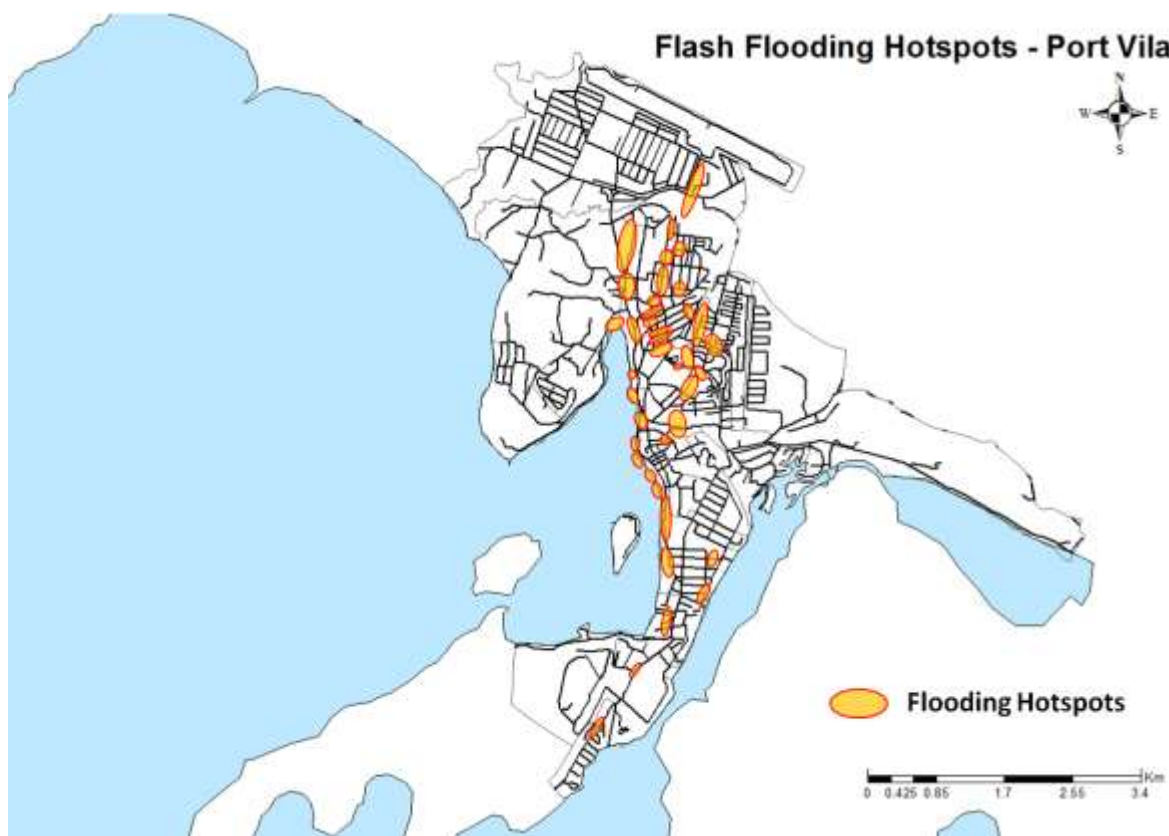 Flash Flooding Hotspots - Port Vila
N
W E
S
Flooding Hotspots
Km
0 0.425 0.85 1.7 2.55 3.4